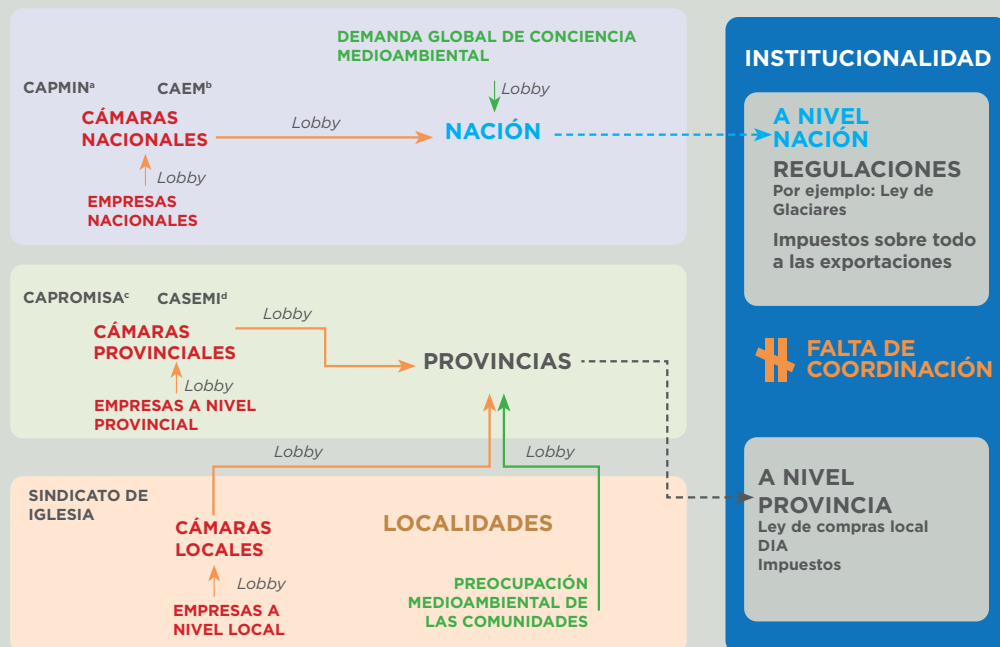 DEMANDA GLOBAL DE CONCIENCIA
MEDIOAMBIENTAL
Lobby
CAPMINᵃ
CAEMᵇ
CÁMARAS
NACIONALES
Lobby
NACIÓN
Lobby
EMPRESAS
NACIONALES
CAPROMISAᶜ
CASEMIᵈ
Lobby
CÁMARAS
PROVINCIALES
PROVINCIAS
Lobby
EMPRESAS A NIVEL
PROVINCIAL
Lobby
Lobby
SINDICATO DE
IGLESIA
LOCALIDADES
CÁMARAS
LOCALES
Lobby
EMPRESAS A
NIVEL LOCAL
PREOCUPACIÓN
MEDIOAMBIENTAL DE
LAS COMUNIDADES
INSTITUCIONALIDAD
A NIVEL
NACIÓN
REGULACIONES
Por ejemplo: Ley de
Glaciares
Impuestos sobre todo
a las exportaciones
FALTA DE
COORDINACIÓN
A NIVEL
PROVINCIA
Ley de compras local
DIA
Impuestos